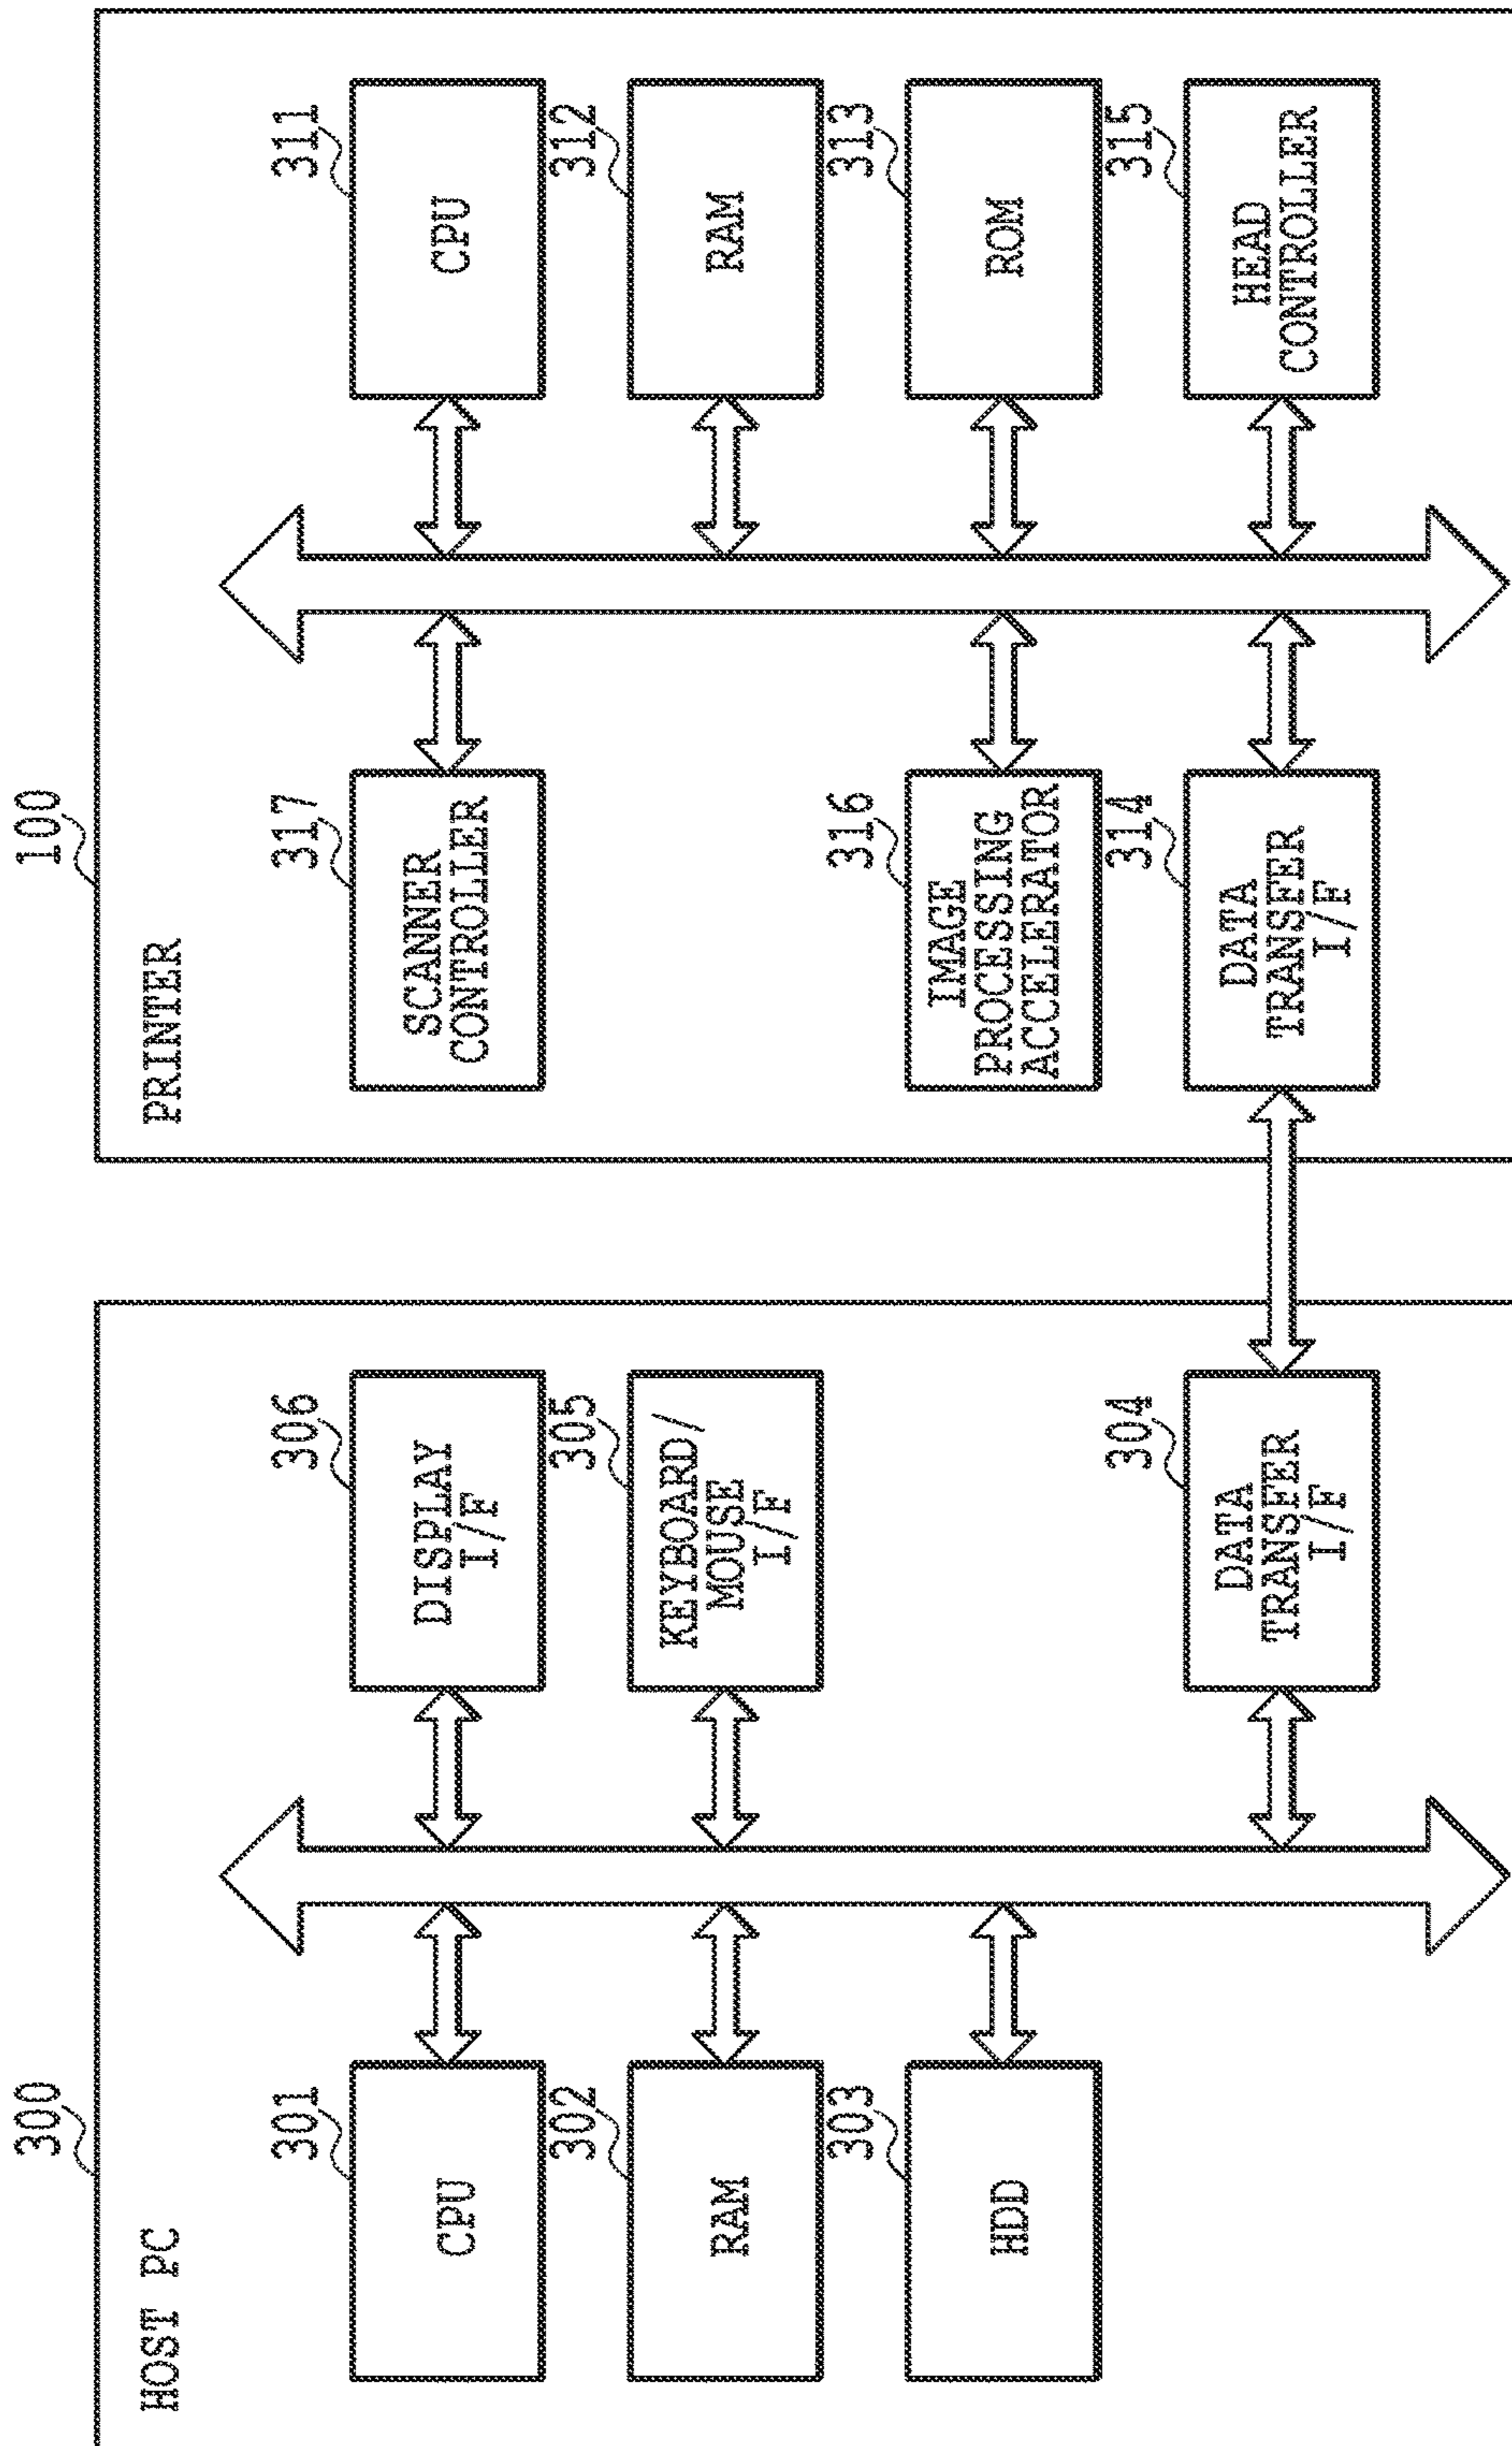 300
HOST PC
301
CPU
302
RAM
303
HDD
306
DISPLAY
I/F
305
KEYBOARD/
MOUSE
I/F
304
DATA
TRANSFER
I/F
100
PRINTER
317
SCANNER
CONTROLLER
316
IMAGE
PROCESSING
ACCELERATOR
314
DATA
TRANSFER
I/F
311
CPU
312
RAM
313
ROM
315
HEAD
CONTROLLER